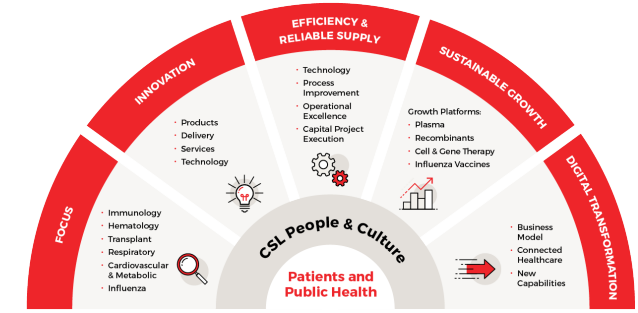 FOCUS
· Immunology
· Hematology
· Transplant
· Respiratory
· Cardiovascular
& Metabolic
· Influenza
INNOVATION
· Products
· Delivery
· Services
· Technology
EFFICIENCY &
RELIABLE SUPPLY
· Technology
· Process
Improvement
· Operational
Excellence
· Capital Project
Execution
SUSTAINABLE GROWTH
Growth Platforms:
· Plasma
· Recombinants
· Cell & Gene Therapy
· Influenza Vaccines
DIGITAL TRANSFORMATION
· Business
Model
· Connected
Healthcare
· New
Capabilities
CSL People & Culture
Patients and
Public Health